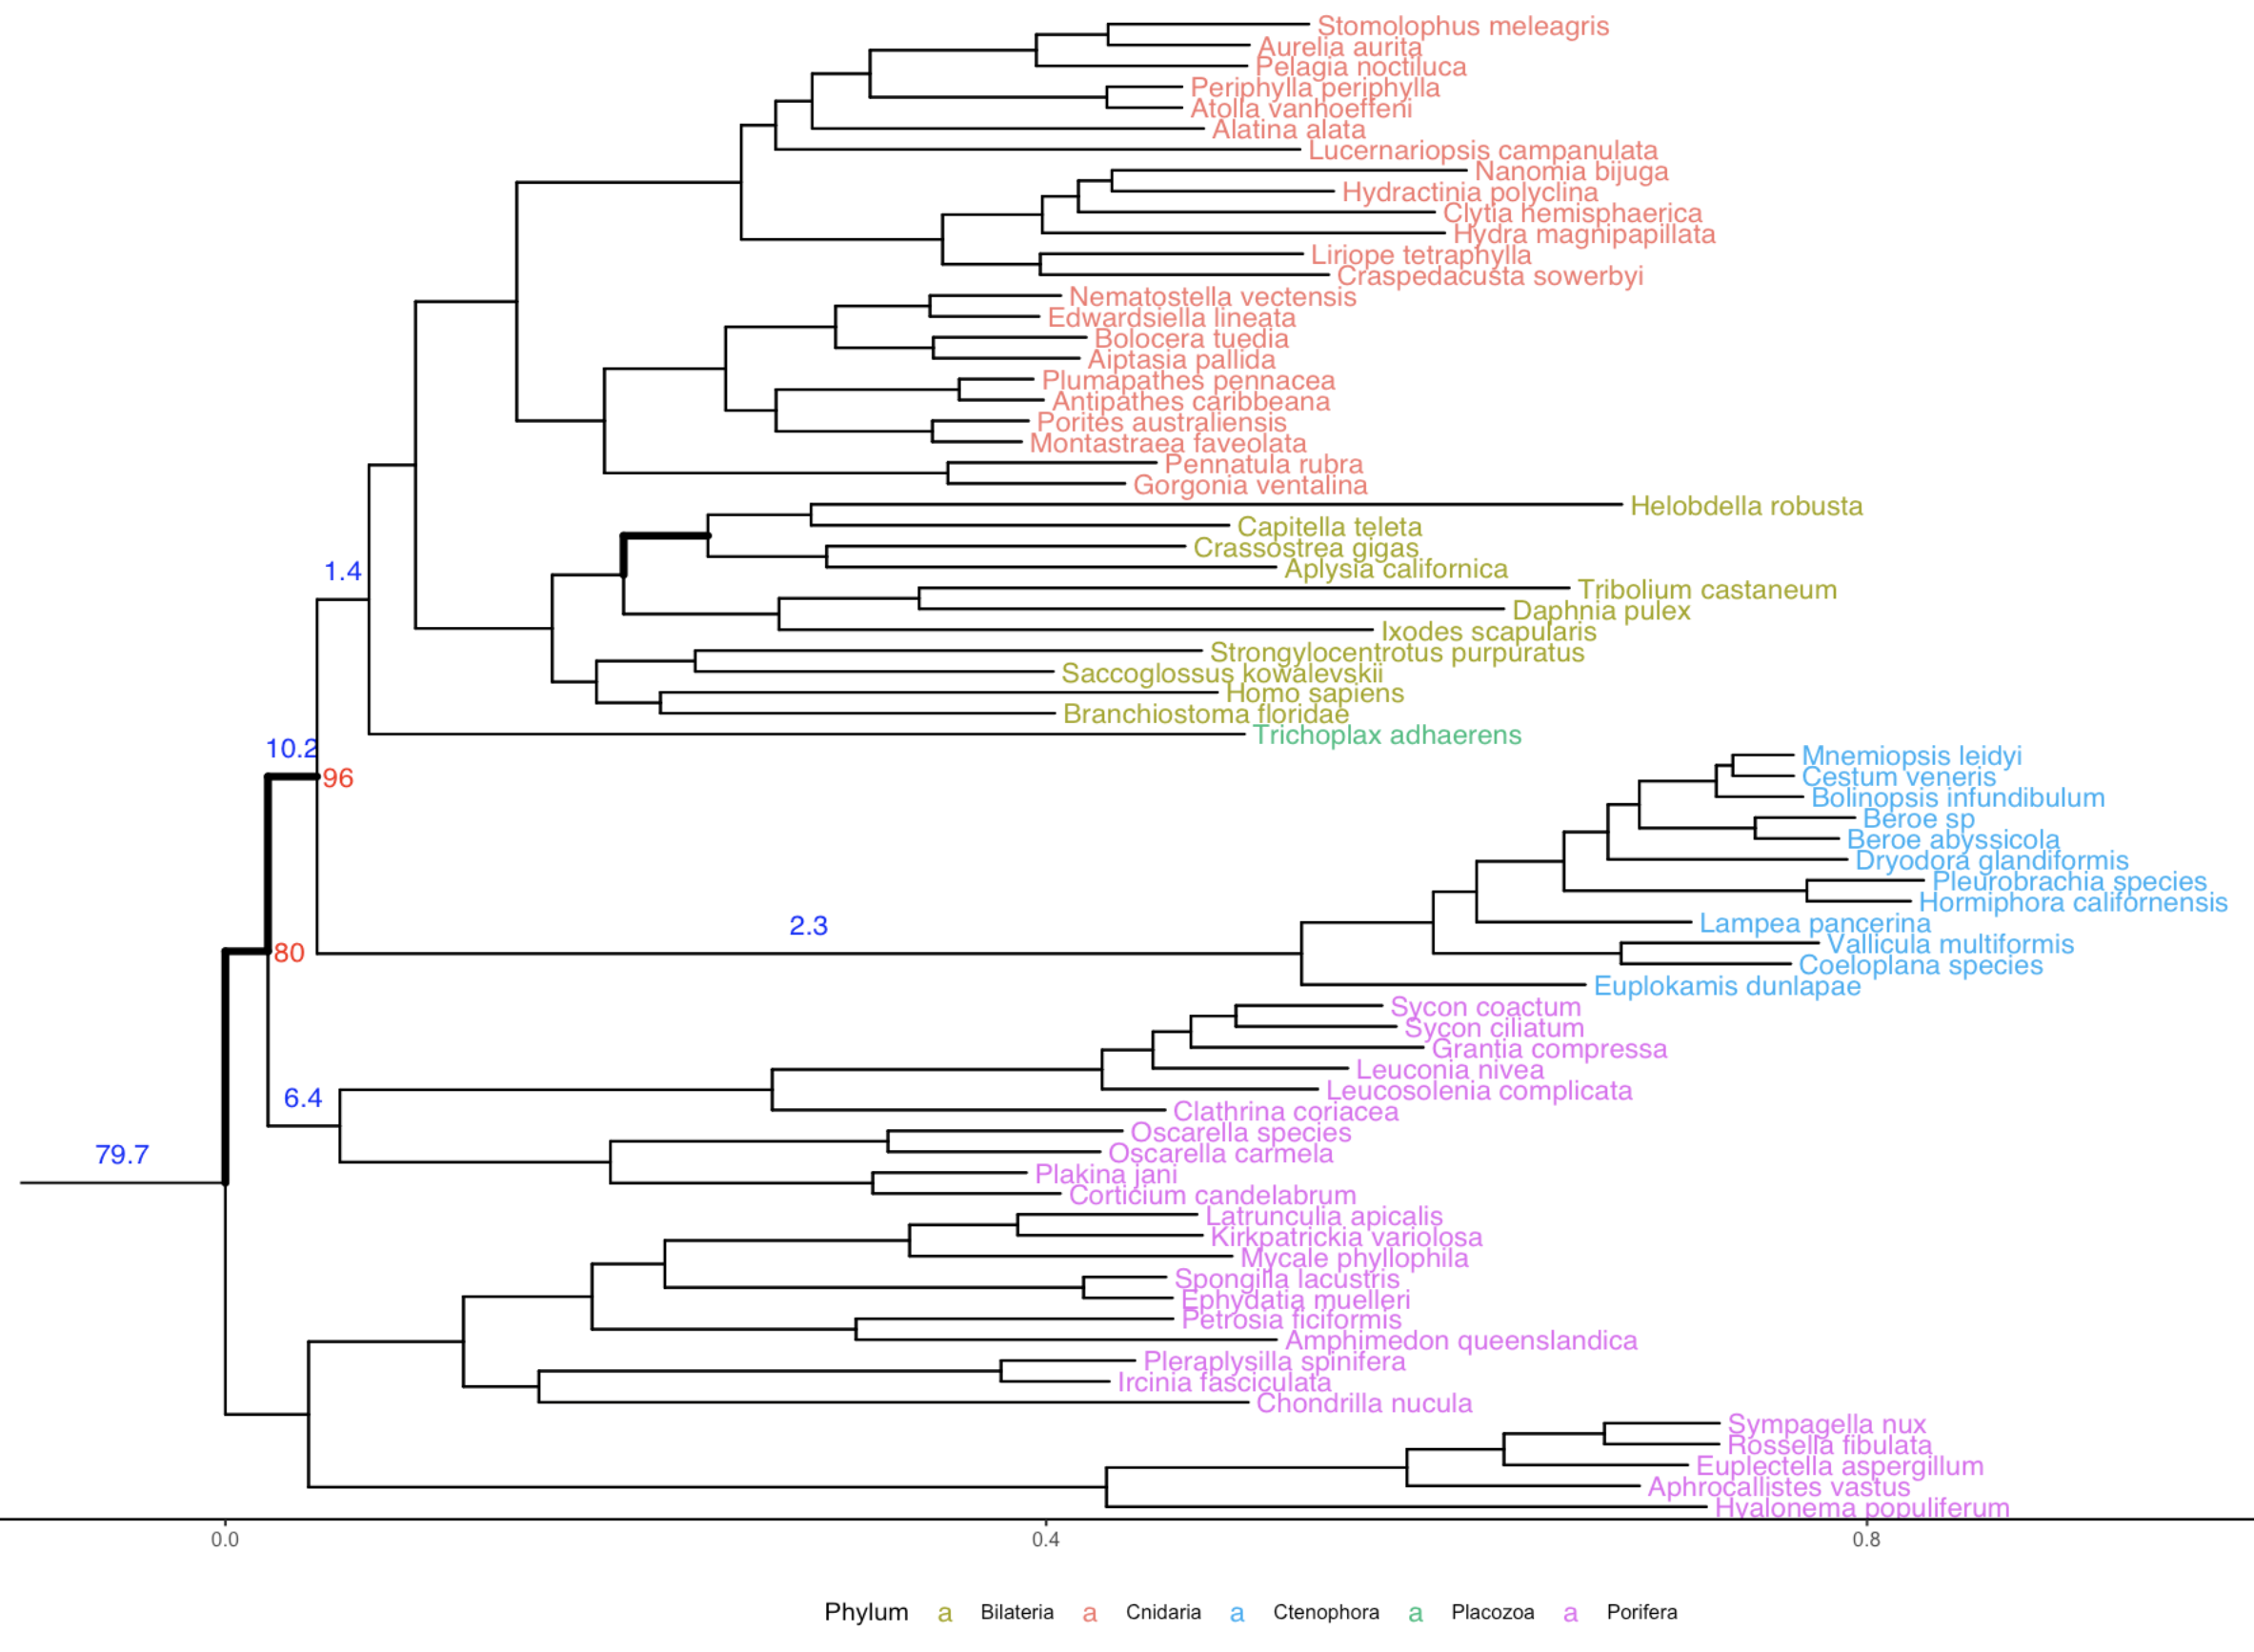 Stomolophus meleagris
Aurelia aurita
Pelagia noctiluca
Periphylla periphylla
Atolla vanhoeffeni
Alatina alata
Lucernariopsis campanulata
Nanomia bijuga
Hydractinia polyclina
Clytia hemisphaerica
Hydra magnipapillata
Liriope tetraphylla
Craspedacusta sowerbyi
Nematostella vectensis
Edwardsiella lineata
Bolocera tuedia
Aiptasia pallida
Plumapathes pennacea
Antipathes caribbeana
Porites australiensis
Montastraea faveolata
Pennatula rubra
Gorgonia ventalina
Helobdella robusta
Capitella teleta
Crassostrea gigas
Aplysia californica
1.4
Tribolium castaneum
Daphnia pulex
Ixodes scapularis
Strongylocentrotus purpuratus
Saccoglossus kowalevskii
Homo sapiens
Branchiostoma floridae
Trichoplax adhaerens
10.2
Mnemiopsis leidyi
96
Cestum veneris
Bolinopsis infundibulum
Beroe sp
Beroe abyssicola
Dryodora glandiformis
Pleurobrachia species
Hormiphora californensis
2.3
Lampea pancerina
Vallicula multiformis
80
Coeloplana species
Euplokamis dunlapae
Sycon coactum
Sycon ciliatum
Grantia compressa
Leuconia nivea
Leucosolenia complicata
6.4
Clathrina coriacea
Oscarella species
79.7
Oscarella carmela
Plakina jani
Corticium candelabrum
Latrunculia apicalis
Kirkpatrickia variolosa
Mycale phyllophila
Spongilla lacustris
Ephydatia muelleri
Petrosia ficiformis
Amphimedon queenslandica
Pleraplysilla spinifera
Ircinia fasciculata
Chondrilla nucula
Sympagella nux
Rossella fibulata
Euplectella aspergillum
Aphrocallistes vastus
Hyalonema populiferum
0.0 0.4 0.8
Phylum a Bilateria a Cnidaria a Ctenophora a Placozoa a Porifera